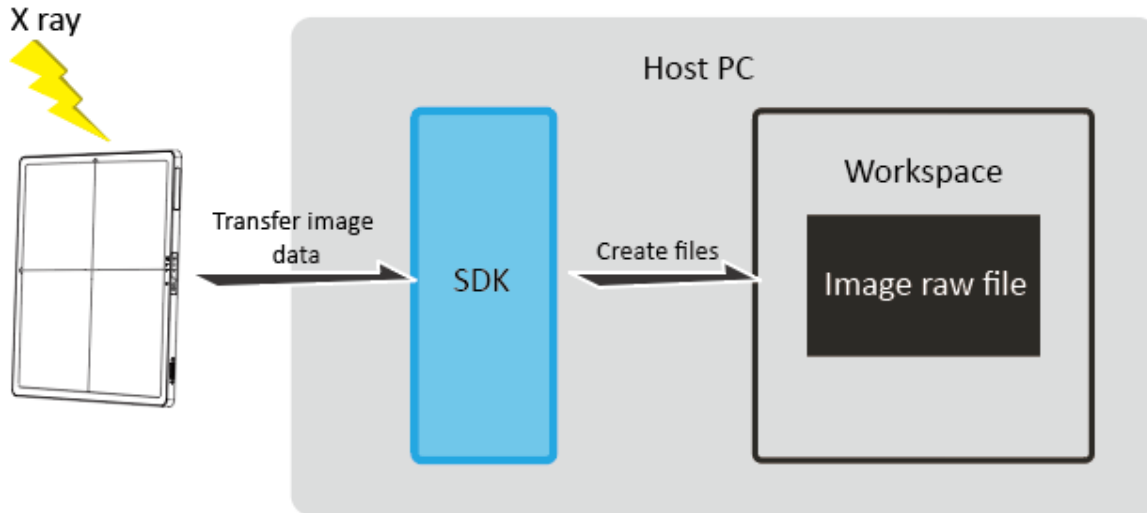 X ray
Host PC
Transfer image
data
SDK
Create files
Workspace
Image raw file